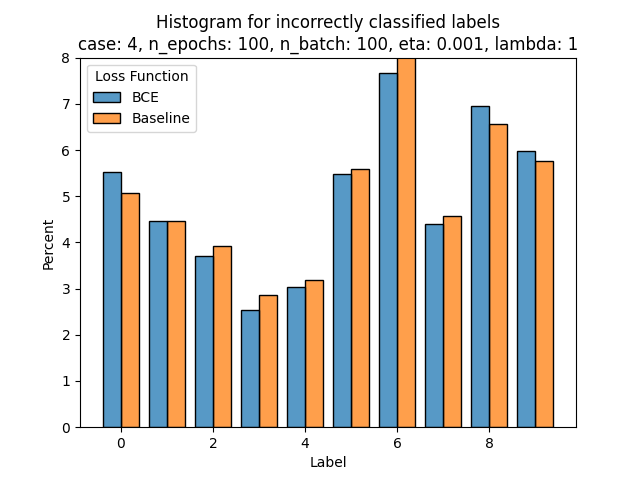 Histogram for incorrectly classified labels
case: 4, n_epochs: 100, n_batch: 100, eta: 0.001, lambda: 1
8
7
6
5
4
3
2
1
0
Percent
Loss Function
BCE
Baseline
0
2
4
6
8
Label